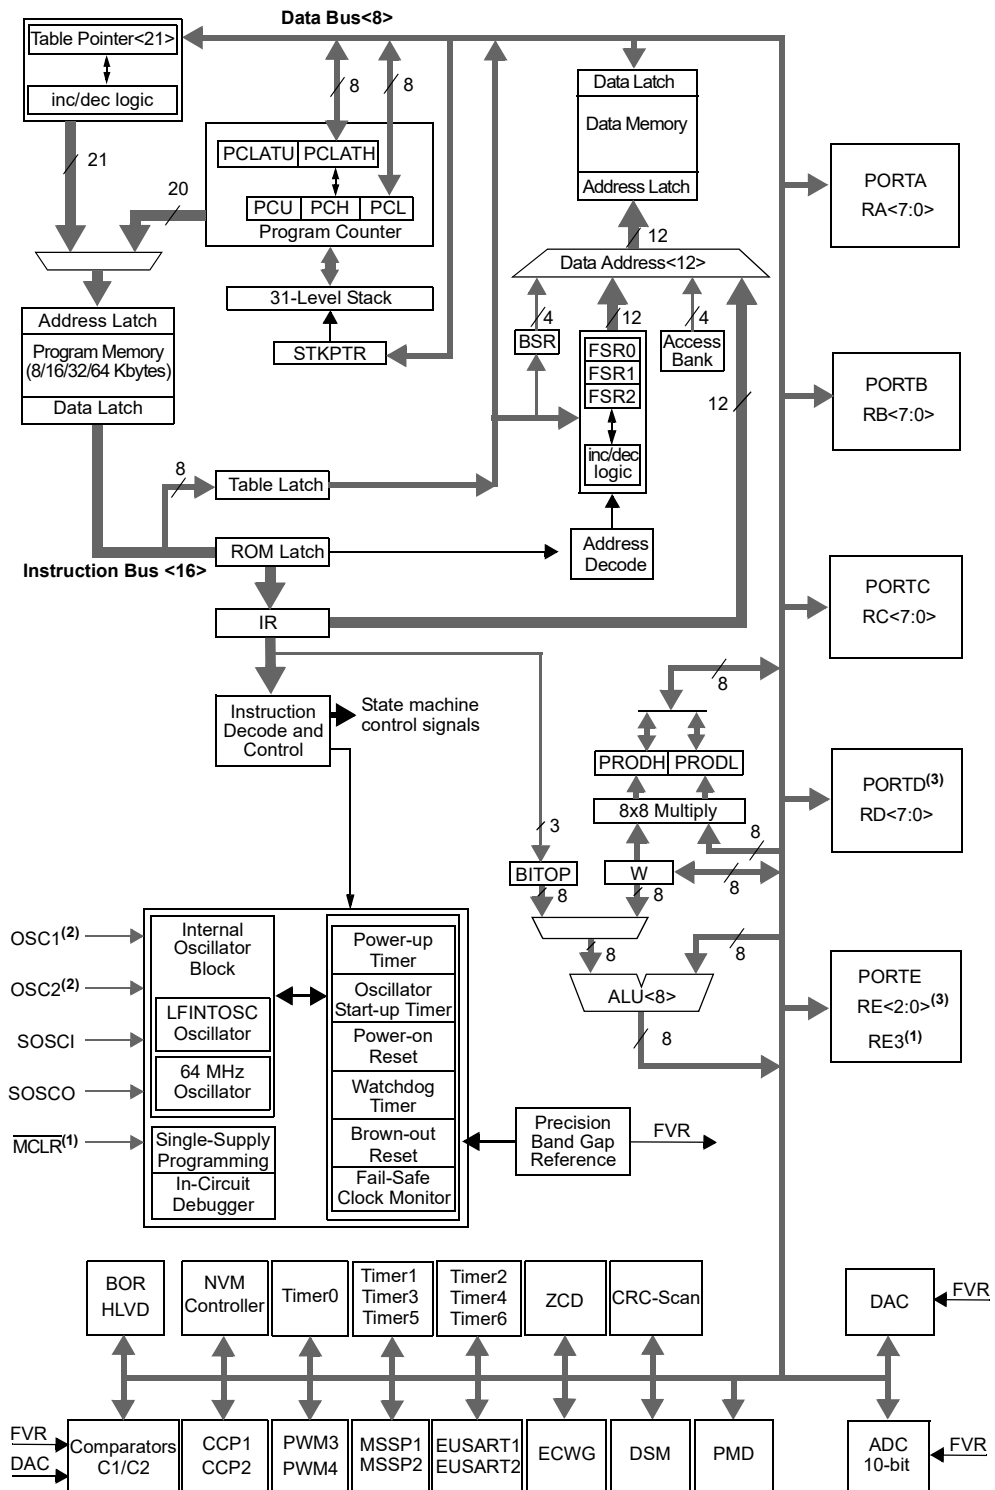 Data Bus<8>
Table Pointer<21>
inc/dec logic
21
20
8
8
PCLATU
PCLATH
PCU
PCH
PCL
Program Counter
31-Level Stack
STKPTR
Address Latch
Program Memory
(8/16/32/64 Kbytes)
Data Latch
Data Latch
Data Memory
Address Latch
12
Data Address<12>
4
12
4
BSR
FSR0
FSR1
FSR2
inc/dec
logic
Access
Bank
12
Address
Decode
8
Table Latch
ROM Latch
Instruction Bus <16>
IR
Instruction
Decode and
Control
State machine
control signals
PORTA
RA<7:0>
PORTB
RB<7:0>
PORTC
RC<7:0>
PORTD(3)
RD<7:0>
PORTE
RE<2:0>(3)
RE3(1)
8
PRODH
PRODL
8x8 Multiply
8
3
BITOP
W
8
8
8
8
8
ALU<8>
8
OSC1(2)
OSC2(2)
SOSCI
SOSCO
MCLR(1)
Internal
Oscillator
Block
LFINTOSC
Oscillator
64 MHz
Oscillator
Single-Supply
Programming
In-Circuit
Debugger
Power-up
Timer
Oscillator
Start-up Timer
Power-on
Reset
Watchdog
Timer
Brown-out
Reset
Fail-Safe
Clock Monitor
Precision
Band Gap
Reference
FVR
BOR
HLVD
NVM
Controller
Timer0
Timer1
Timer3
Timer5
Timer2
Timer4
Timer6
ZCD
CRC-Scan
DAC
FVR
FVR
DAC
Comparators
C1/C2
CCP1
CCP2
PWM3
PWM4
MSSP1
MSSP2
EUSART1
EUSART2
ECWG
DSM
PMD
ADC
10-bit
FVR